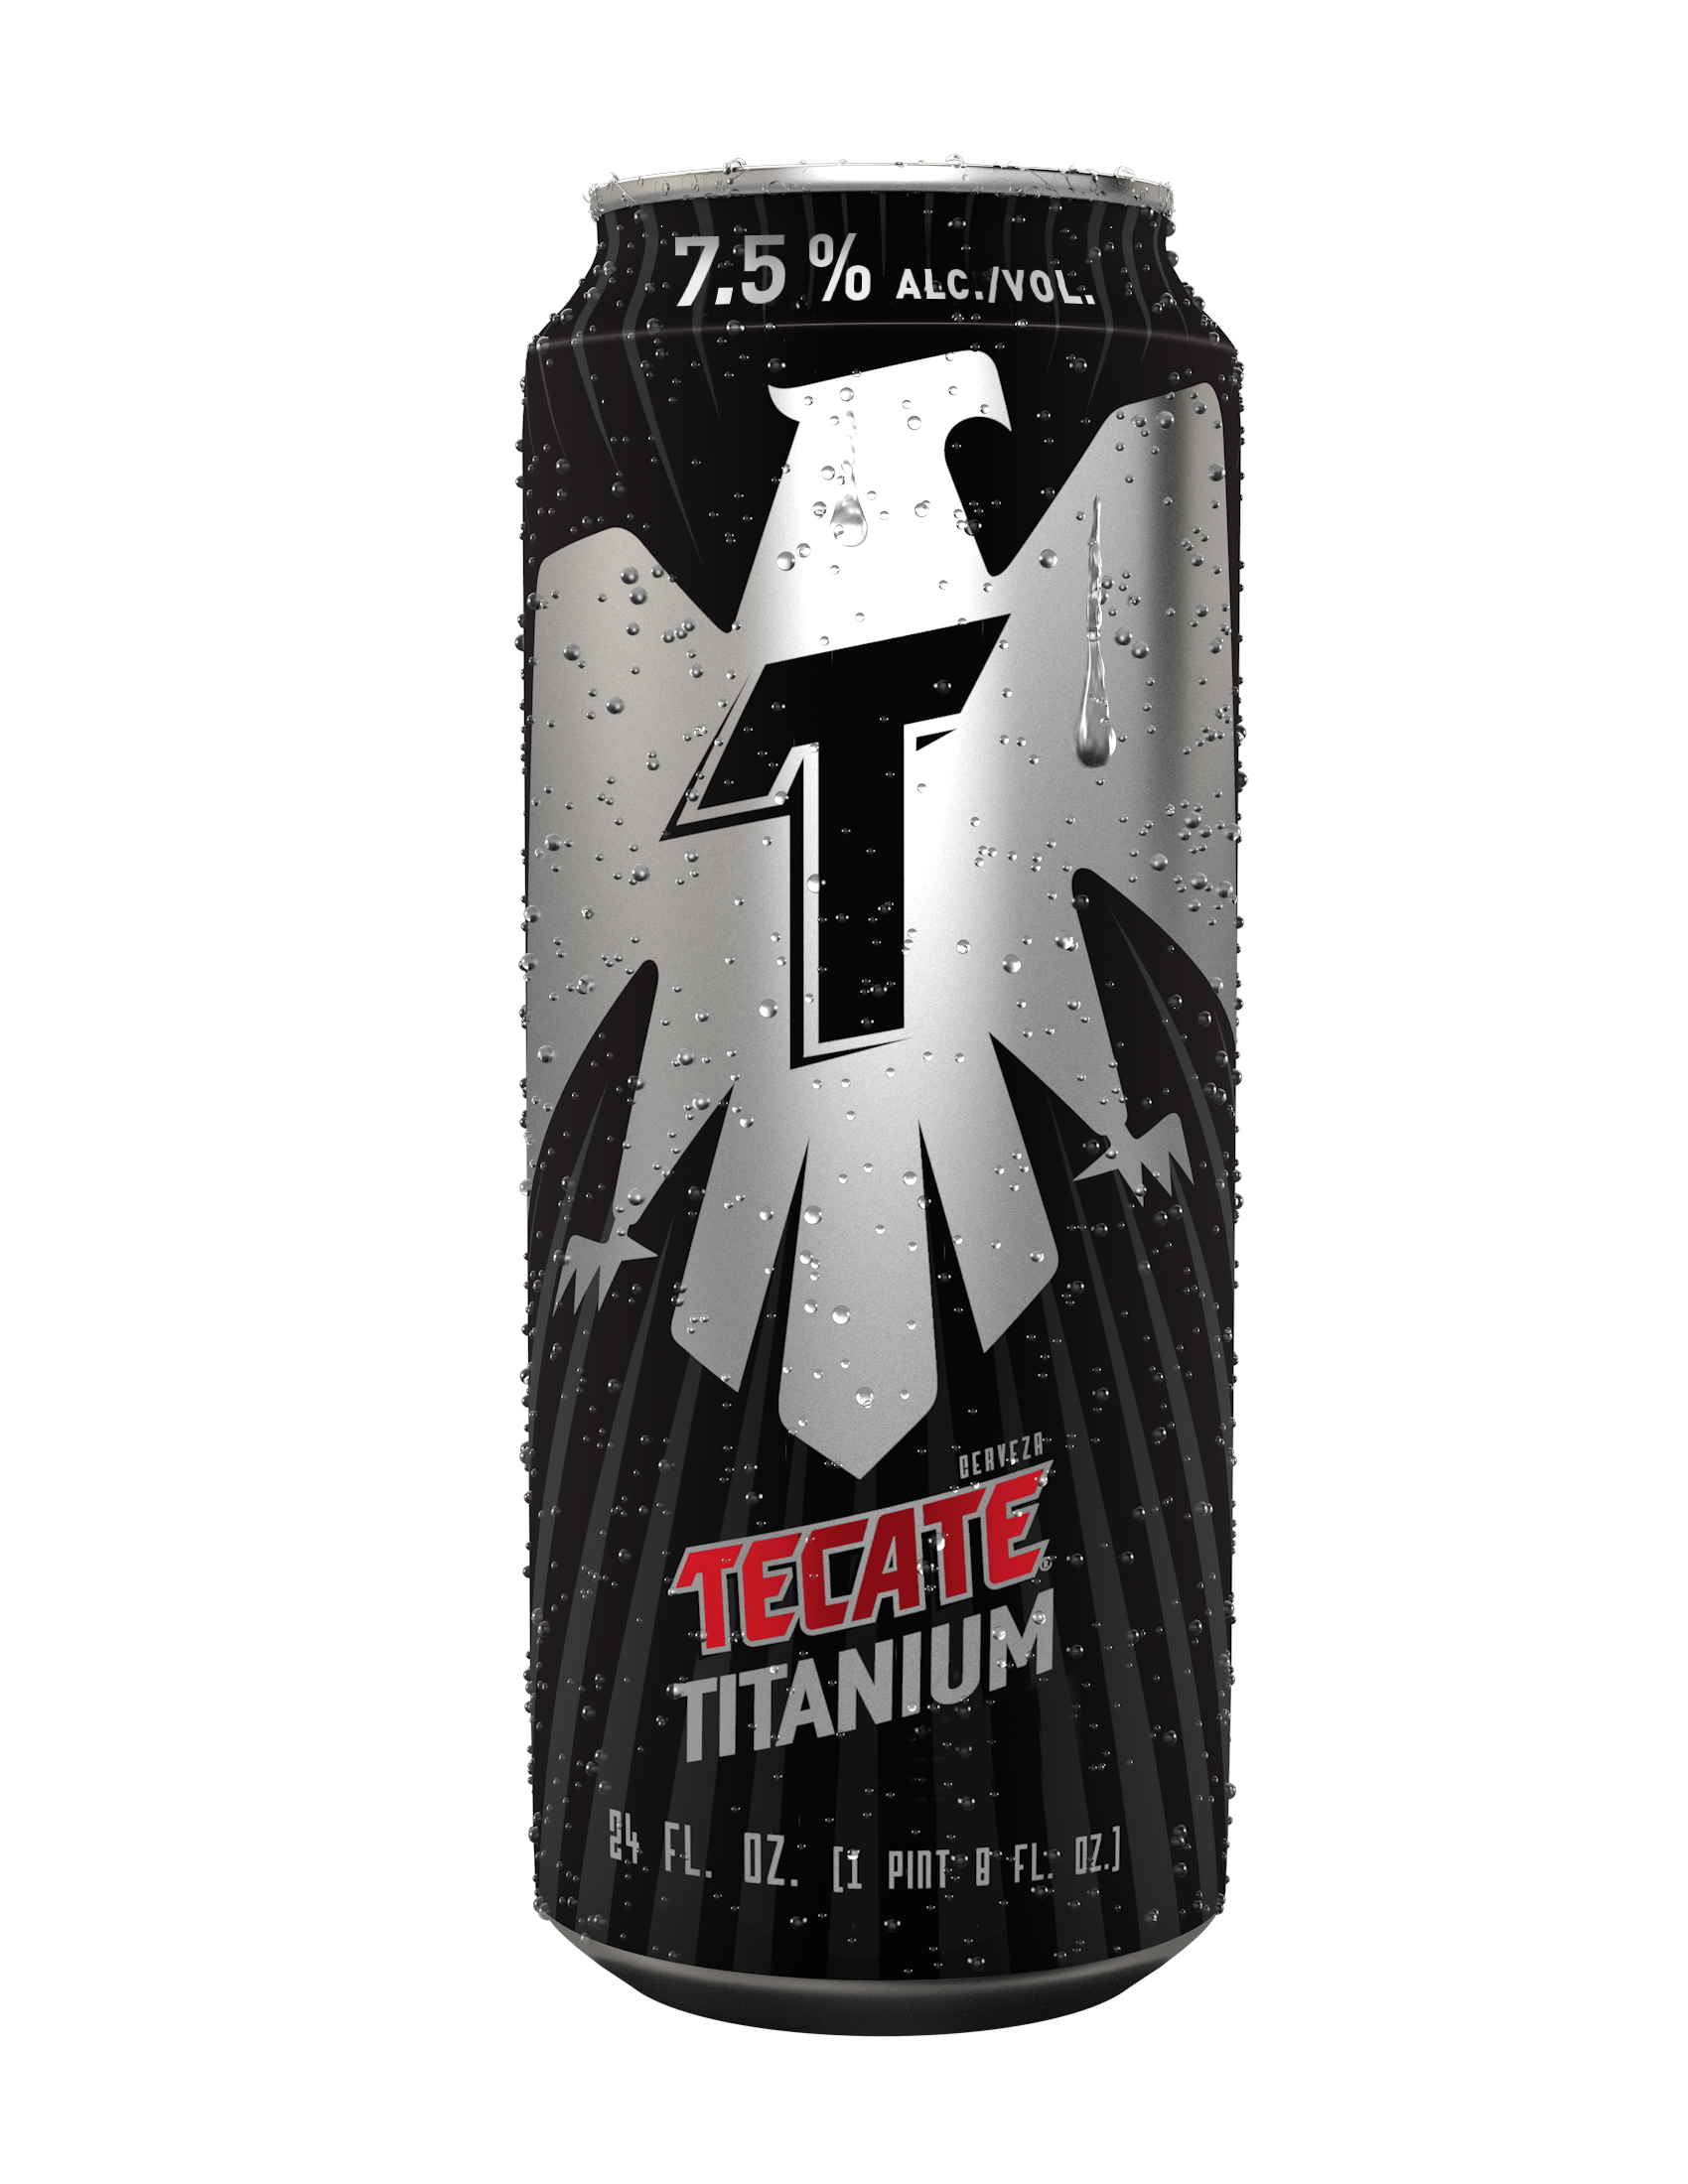 7.5 % ALC./VOL.
T
CERVEZA
TECATE®
TITANIUM
24 FL. OZ. [1 PINT 8 FL. OZ.]